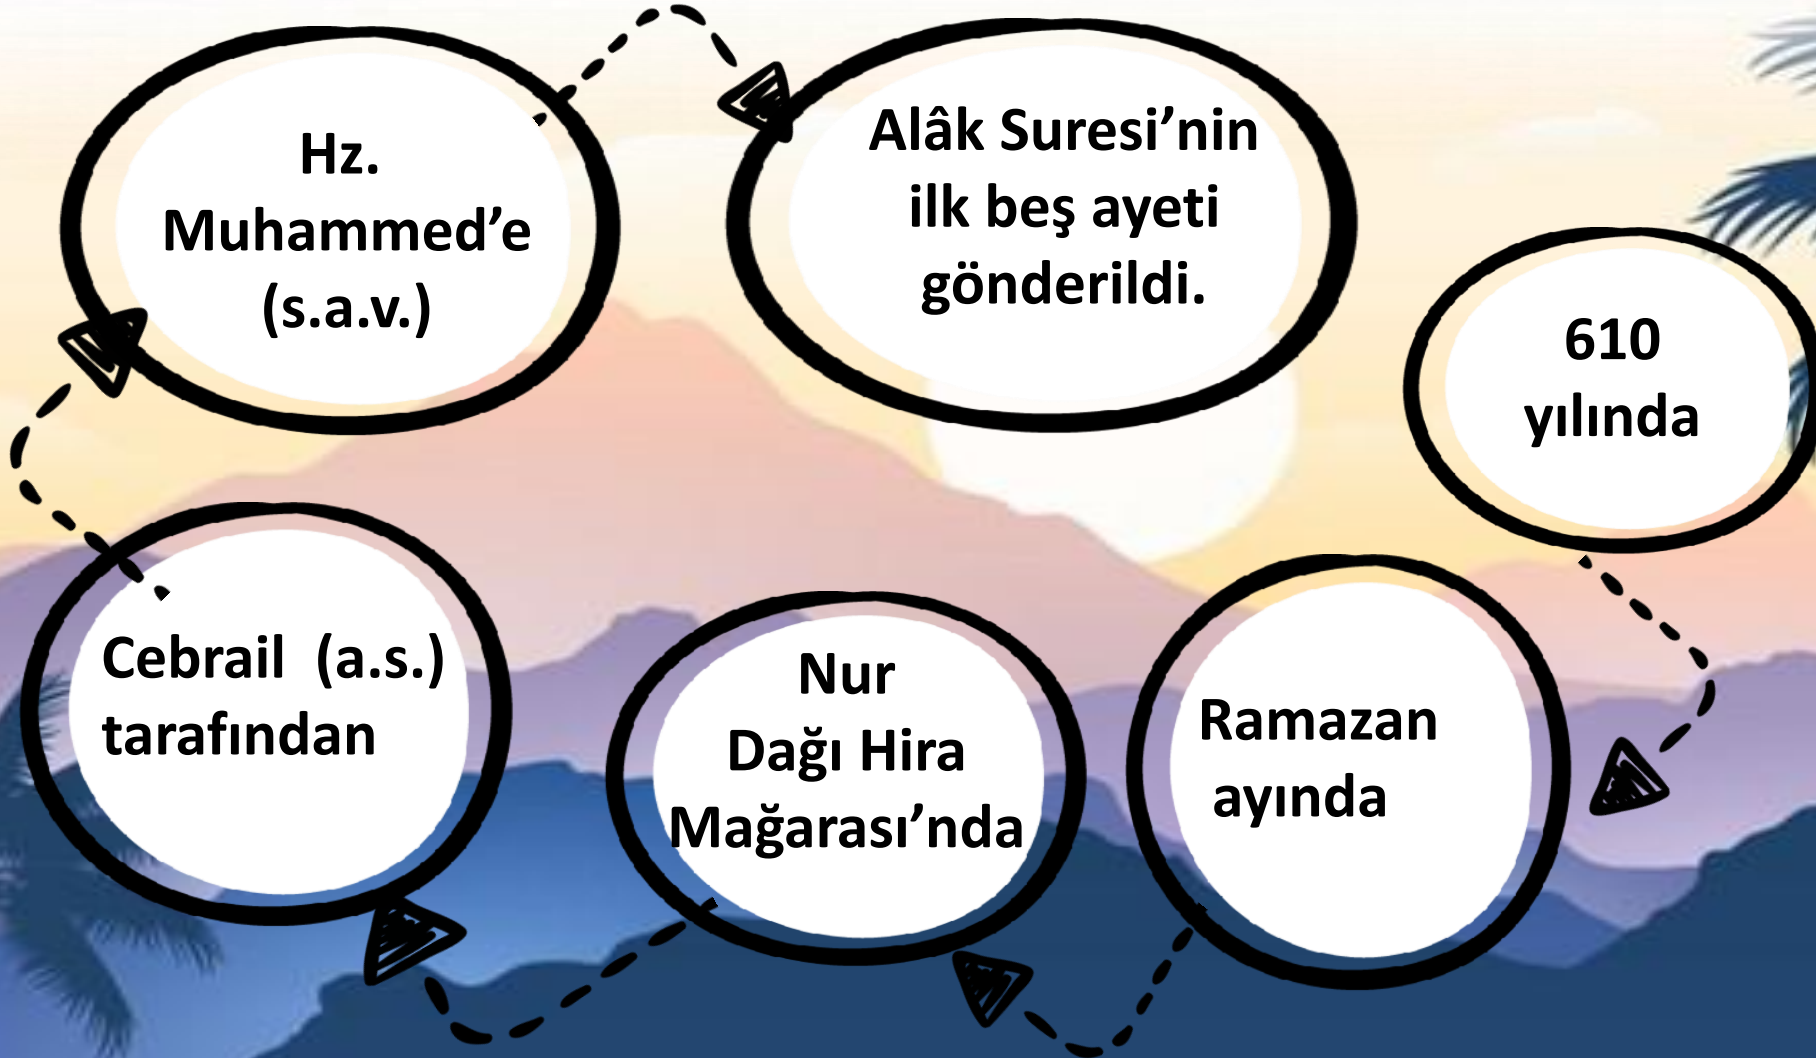 Hz.
Muhammed’e
(s.a.v.)
Alâk Suresi’nin
ilk beş ayeti
gönderildi.
610
yılında
Cebrail (a.s.)
tarafından
Nur
Dağı Hira
Mağarası’nda
Ramazan
ayında